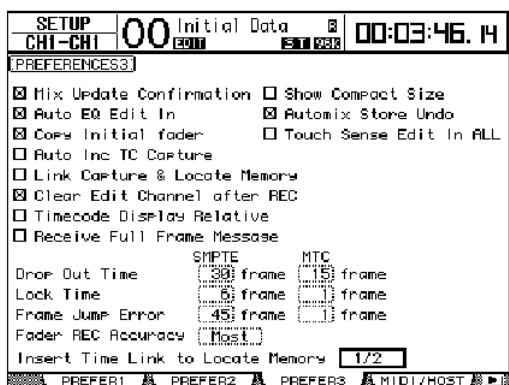 SETUP
CH1-CH1
00 Initial Data
EDIT
ST 96K
00:03:46.14
PREFERENCES3
Mix Update Confirmation
Show Compact Size
Auto EQ Edit In
Automix Store Undo
Copy Initial fader
Touch Sense Edit In ALL
Auto Inc TC Capture
Link Capture & Locate Memory
Clear Edit Channel after REC
Timecode Display Relative
Receive Full Frame Message
SMPTE MTC
Drop Out Time 30 frame 15 frame
Lock Time 6 frame 1 frame
Frame Jump Error 45 frame 1 frame
Fader REC Accuracy Most
Insert Time Link to Locate Memory 1/2
PREFER1 PREFER2 PREFER3 MIDI/HOST